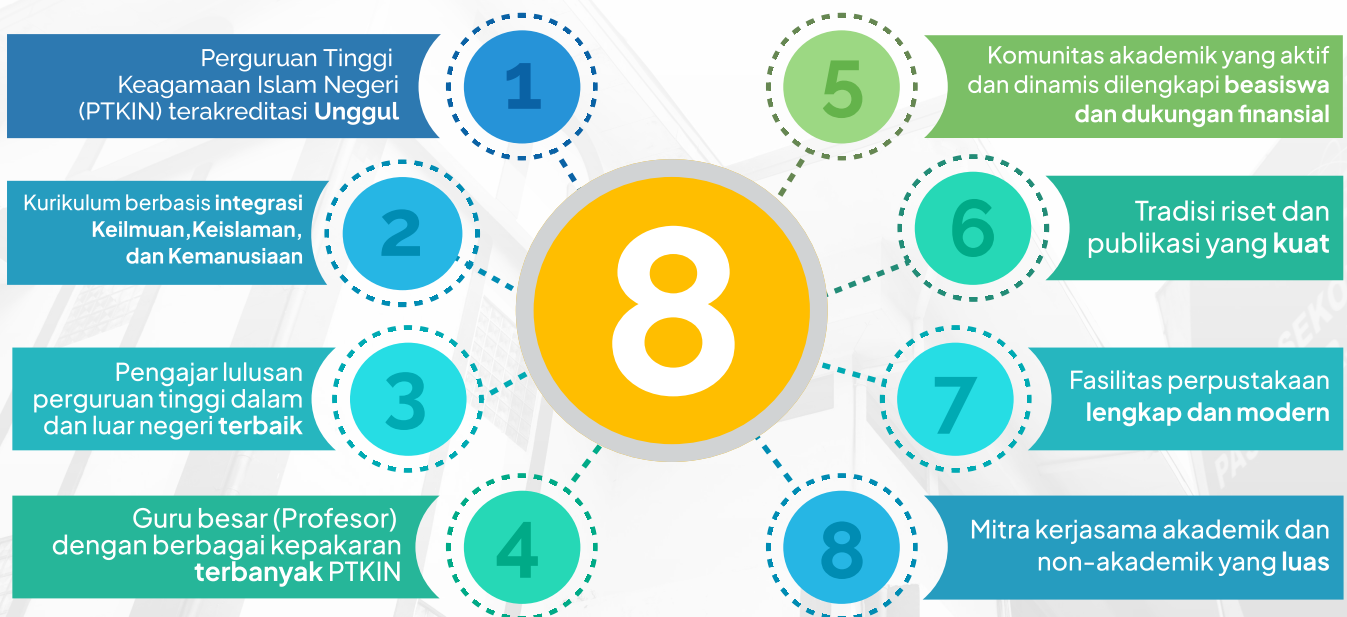 1
Perguruan Tinggi
Keagamaan Islam Negeri
(PTKIN) terakreditasi Unggul
2
Kurikulum berbasis integrasi
Keilmuan,Keislaman,
dan Kemanusiaan
3
Pengajar lulusan
perguruan tinggi dalam
dan luar negeri terbaik
4
Guru besar (Profesor)
dengan berbagai kepakaran
terbanyak PTKIN
8
5
Komunitas akademik yang aktif
dan dinamis dilengkapi beasiswa
dan dukungan finansial
6
Tradisi riset dan
publikasi yang kuat
7
Fasilitas perpustakaan
lengkap dan modern
8
Mitra kerjasama akademik dan
non-akademik yang luas